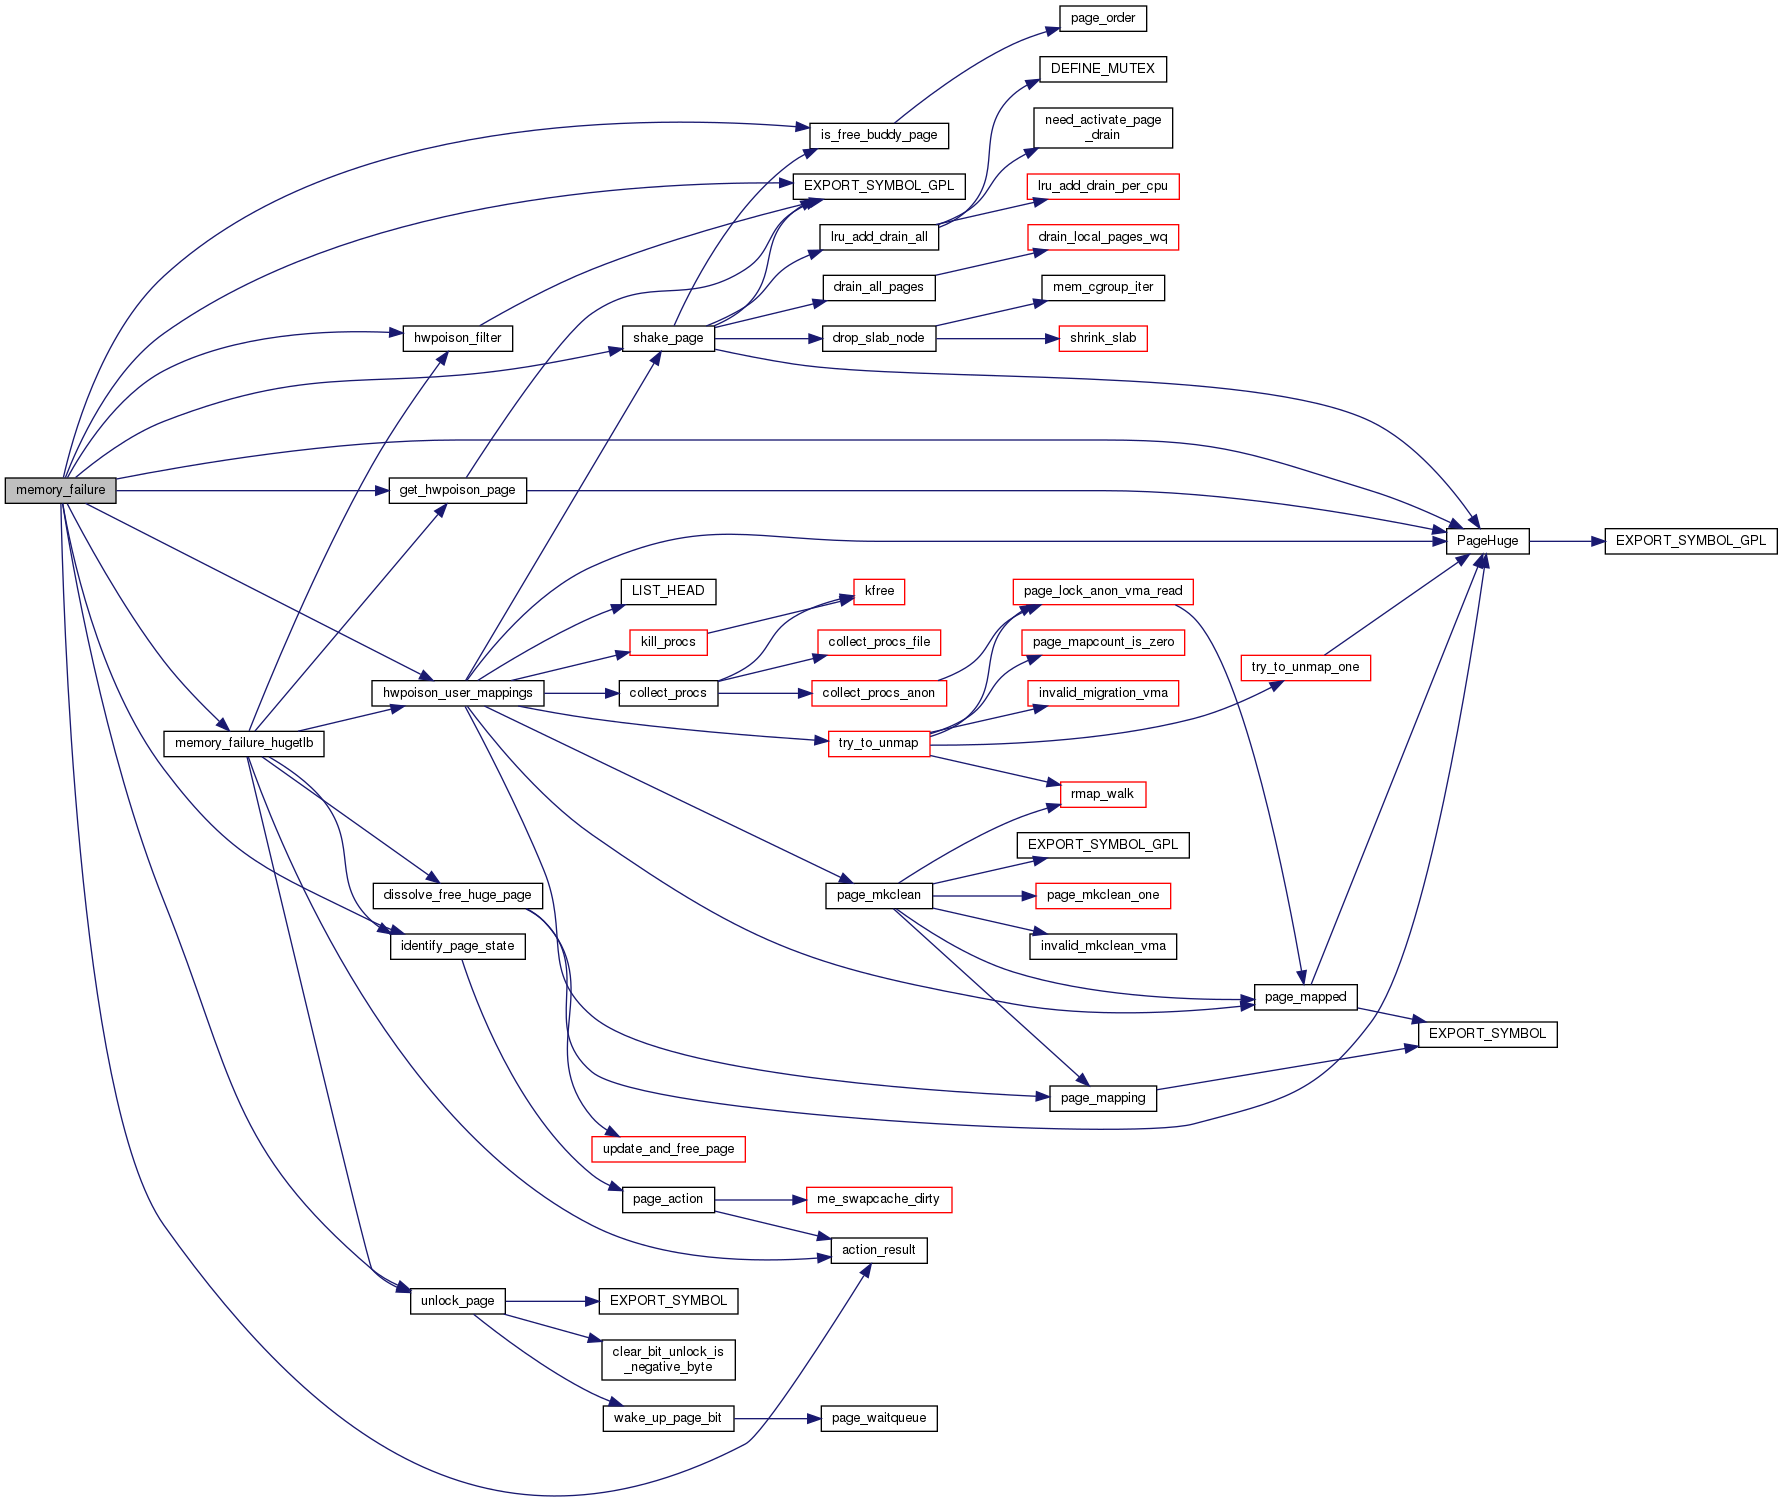 page_order
DEFINE_MUTEX
need_activate_page
_drain
is_free_buddy_page
EXPORT_SYMBOL_GPL
lru_add_drain_per_cpu
lru_add_drain_all
drain_local_pages_wq
drain_all_pages
mem_cgroup_iter
hwpoison_filter
shake_page
drop_slab_node
shrink_slab
memory_failure
get_hwpoison_page
PageHuge
EXPORT_SYMBOL_GPL
LIST_HEAD
kfree
page_lock_anon_vma_read
kill_procs
collect_procs_file
page_mapcount_is_zero
try_to_unmap_one
hwpoison_user_mappings
collect_procs
collect_procs_anon
invalid_migration_vma
memory_failure_hugetlb
try_to_unmap
rmap_walk
EXPORT_SYMBOL_GPL
dissolve_free_huge_page
page_mkclean
page_mkclean_one
identify_page_state
invalid_mkclean_vma
page_mapped
EXPORT_SYMBOL
page_mapping
update_and_free_page
page_action
me_swapcache_dirty
action_result
unlock_page
EXPORT_SYMBOL
clear_bit_unlock_is
_negative_byte
wake_up_page_bit
page_waitqueue